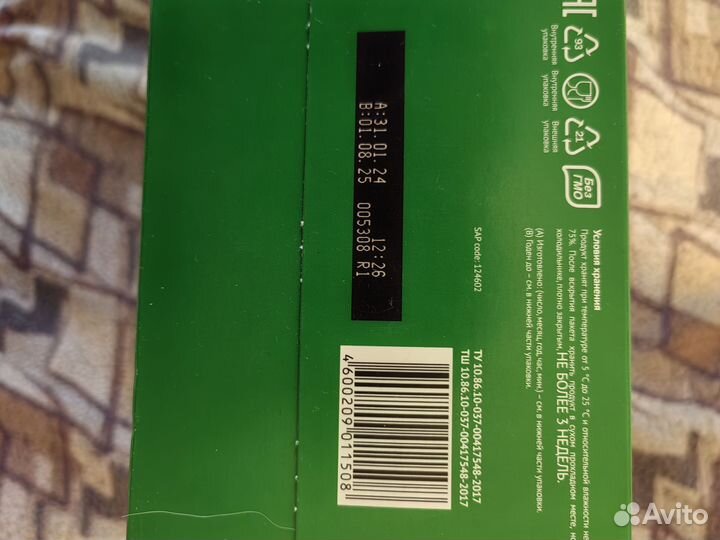 93
Внутренняя
упаковка
Внутренняя
упаковка
21
Внешняя
упаковка
Без
ГМО
Условия хранения
Продукт хранят при температуре от 5 °С до 25 °С и относительной влажности не
75%. После вскрытия пакета хранить продукт в сухом прохладном месте, но
холодильнике, плотно закрытым, НЕ БОЛЕЕ 3 НЕДЕЛЬ.
(А) Изготовлено: (число, месяц, год, час, мин.) – см. в нижней части упаковки.
(В) Годен до – см. в нижней части упаковки.
SAP code: 124602
A:31.01.24 12:26
B:01.08.25 005308 R1
ТУ 10.86.10-037-00417548-2017
ТШ 10.86.10-037-00417548-2017
4600209011508
Avito